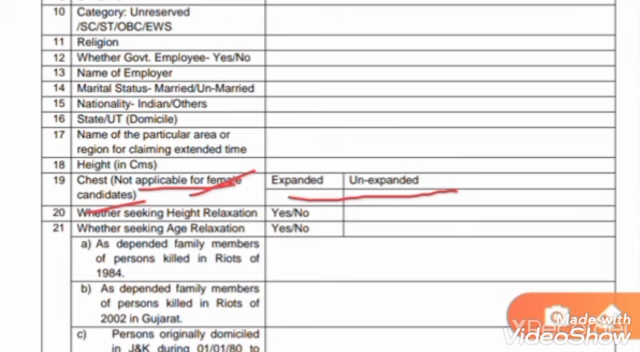 10 Category: Unreserved
/SC/ST/OBC/EWS
11 Religion
12 Whether Govt. Employee- Yes/No
13 Name of Employer
14 Marital Status- Married/Un-Married
15 Nationality- Indian/Others
16 State/UT (Domicile)
17 Name of the particular area or
region for claiming extended time
18 Height (in Cms)
19 Chest (Not applicable for female Expanded Un-expanded
candidates)
20 Whether seeking Height Relaxation Yes/No
21 Whether seeking Age Relaxation Yes/No
a) As depended family members
of persons killed in Riots of
1984.
b) As depended family members
of persons killed in Riots of
2002 in Gujarat.
c) Persons originally domiciled
in J&K during 01/01/80 to
Made with
VideoShow